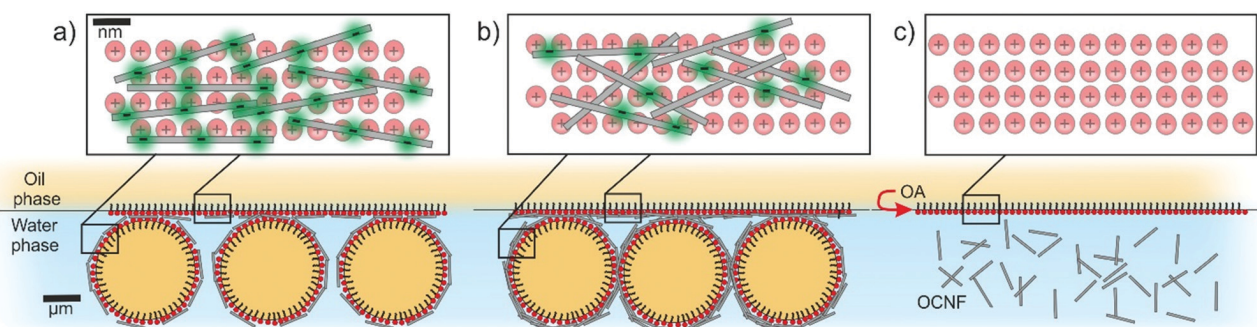 a)
nm
b)
c)
Oil
phase
Water
phase
OA
µm
OCNF